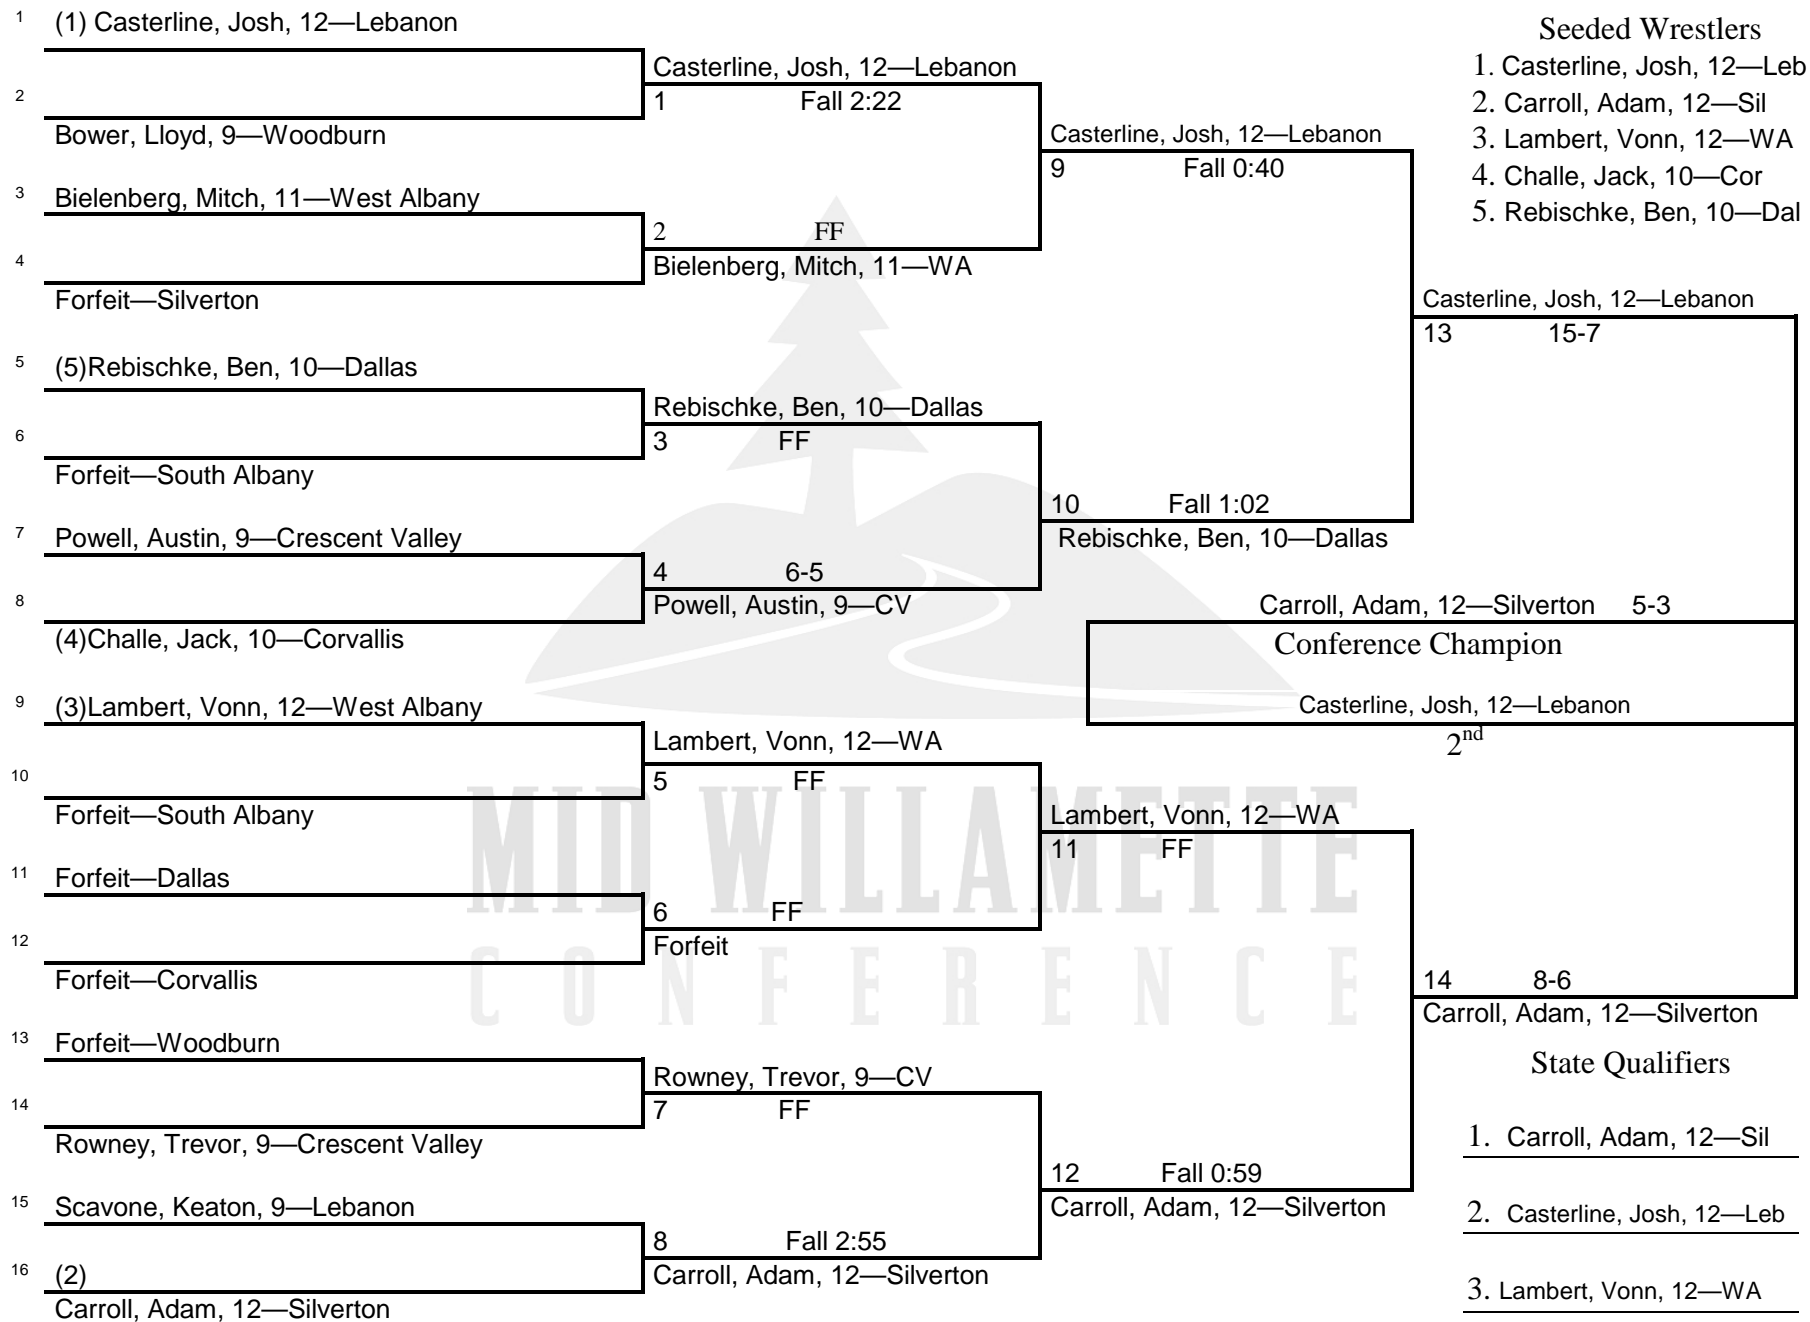 1 (1) Casterline, Josh, 12—Lebanon
2
Bower, Lloyd, 9—Woodburn
3 Bielenberg, Mitch, 11—West Albany
4
Forfeit—Silverton
5 (5)Rebischke, Ben, 10—Dallas
6
Forfeit—South Albany
7 Powell, Austin, 9—Crescent Valley
8
(4)Challe, Jack, 10—Corvallis
9 (3)Lambert, Vonn, 12—West Albany
10
Forfeit—South Albany
11 Forfeit—Dallas
12
Forfeit—Corvallis
13 Forfeit—Woodburn
14
Rowney, Trevor, 9—Crescent Valley
15 Scavone, Keaton, 9—Lebanon
16 (2)
Carroll, Adam, 12—Silverton
Casterline, Josh, 12—Lebanon
1 Fall 2:22
2 FF
Bielenberg, Mitch, 11—WA
Rebischke, Ben, 10—Dallas
3 FF
4 6-5
Powell, Austin, 9—CV
Lambert, Vonn, 12—WA
5 FF
6 FF
Forfeit
Rowney, Trevor, 9—CV
7 FF
8 Fall 2:55
Carroll, Adam, 12—Silverton
Casterline, Josh, 12—Lebanon
9 Fall 0:40
10 Fall 1:02
Rebischke, Ben, 10—Dallas
Lambert, Vonn, 12—WA
11 FF
12 Fall 0:59
Carroll, Adam, 12—Silverton
Casterline, Josh, 12—Lebanon
13 15-7
14 8-6
Carroll, Adam, 12—Silverton
Carroll, Adam, 12—Silverton 5-3
Conference Champion
Casterline, Josh, 12—Lebanon
2nd
Seeded Wrestlers
1. Casterline, Josh, 12—Leb
2. Carroll, Adam, 12—Sil
3. Lambert, Vonn, 12—WA
4. Challe, Jack, 10—Cor
5. Rebischke, Ben, 10—Dal
State Qualifiers
1. Carroll, Adam, 12—Sil
2. Casterline, Josh, 12—Leb
3. Lambert, Vonn, 12—WA
MID WILLAMETTE
CONFERENCE